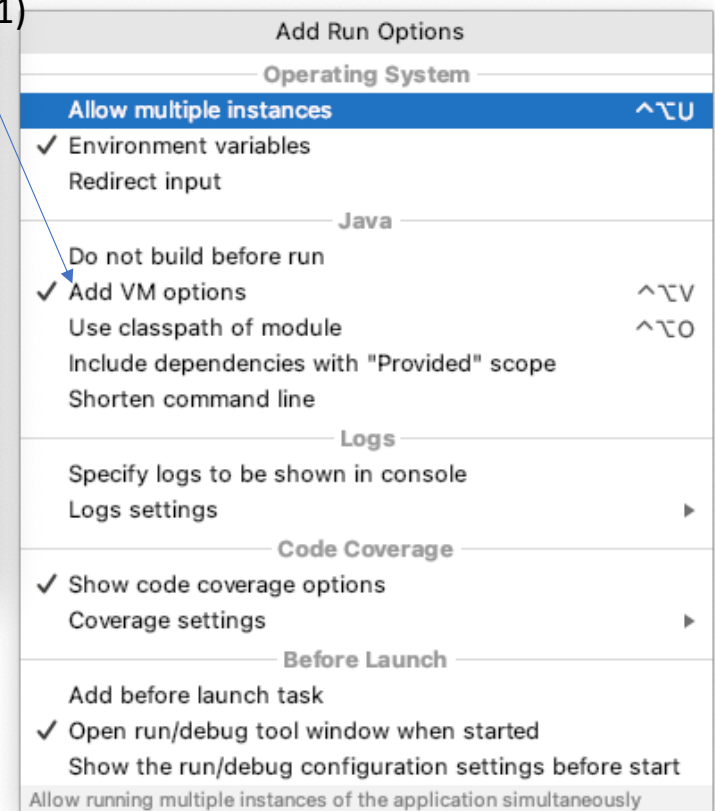 1)
Add Run Options
Operating System
Allow multiple instances ⌃⌥U
✓ Environment variables
Redirect input
Java
Do not build before run
✓ Add VM options ⌃⌥V
Use classpath of module ⌃⌥O
Include dependencies with "Provided" scope
Shorten command line
Logs
Specify logs to be shown in console
Logs settings
Code Coverage
✓ Show code coverage options
Coverage settings
Before Launch
Add before launch task
✓ Open run/debug tool window when started
Show the run/debug configuration settings before start
Allow running multiple instances of the application simultaneously